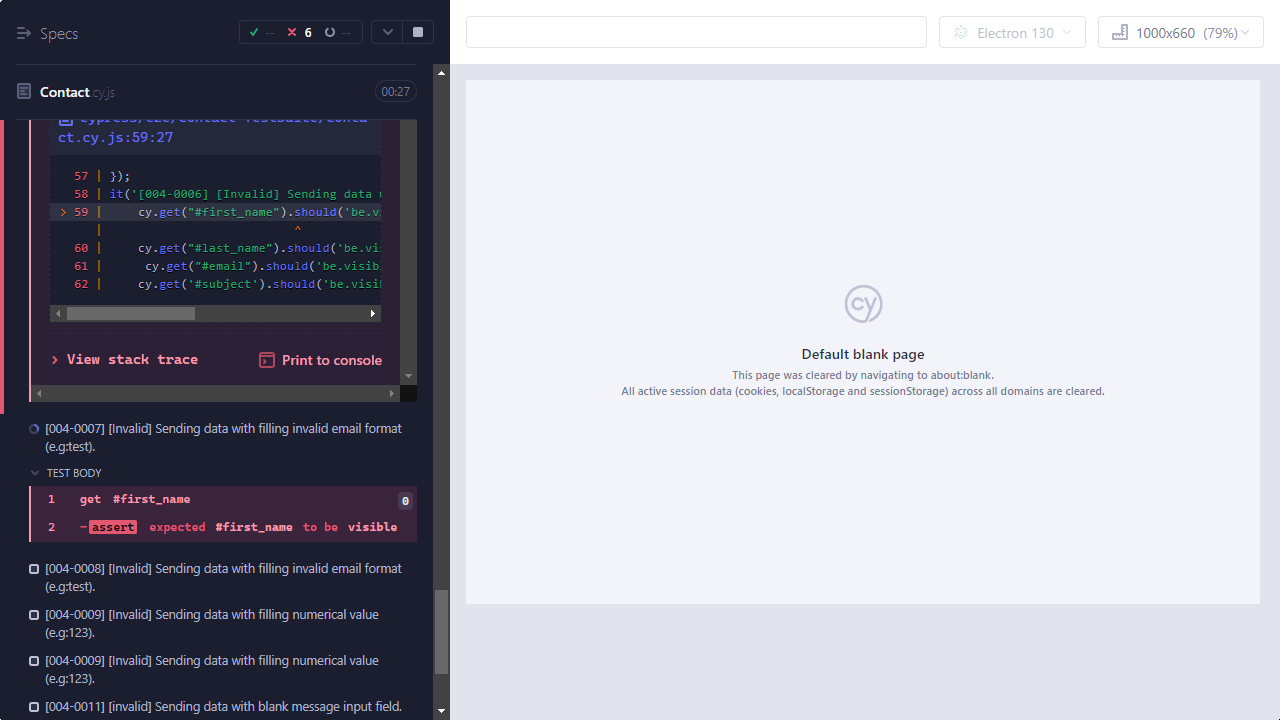 Specs
--
6
--
Electron 130
1000x660 (79%)
Contact.cy.js
00:27
cypress/e2e/Contact Testsuite/Conta
ct.cy.js:59:27
57 | });
58 | it('[004-0006] [Invalid] Sending data
> 59 | cy.get("#first_name").should('be.vi
| ^
60 | cy.get("#last_name").should('be.vis
61 | cy.get("#email").should('be.visib
62 | cy.get('#subject').should('be.visi
View stack trace
Print to console
[004-0007] [Invalid] Sending data with filling invalid email format
(e.g:test).
TEST BODY
1 get #first_name 0
2 -assert expected #first_name to be visible
[004-0008] [Invalid] Sending data with filling invalid email format
(e.g:test).
[004-0009] [Invalid] Sending data with filling numerical value
(e.g:123).
[004-0009] [Invalid] Sending data with filling numerical value
(e.g:123).
[004-0011] [invalid] Sending data with blank message input field.
cy
Default blank page
This page was cleared by navigating to about:blank.
All active session data (cookies, localStorage and sessionStorage) across all domains are cleared.